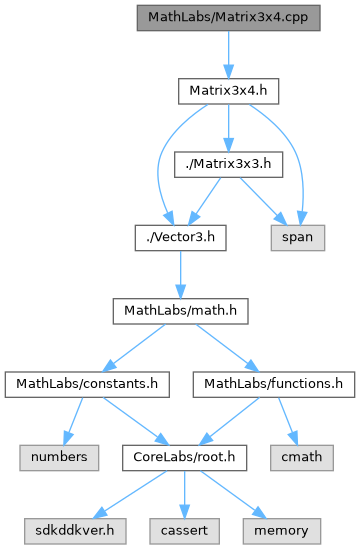 MathLabs/Matrix3x4.cpp
Matrix3x4.h
./Matrix3x3.h
./Vector3.h
span
MathLabs/math.h
MathLabs/constants.h
MathLabs/functions.h
numbers
CoreLabs/root.h
cmath
sdkddkver.h
cassert
memory